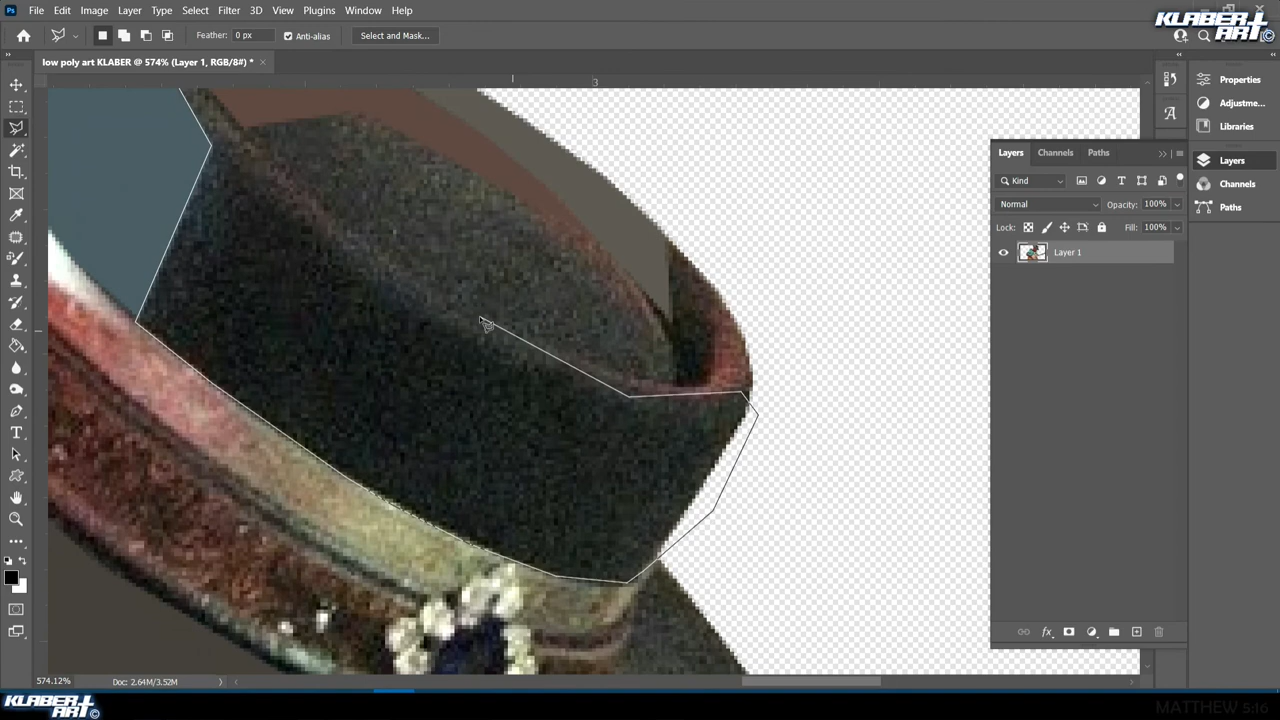 Ps File Edit Image Layer Type Select Filter 3D View Plugins Window Help
KLABER ART ©
Feather: 0 px Anti-alias Select and Mask...
low poly art KLABER @ 574% (Layer 1, RGB/8#) *
3
Properties
Adjustme...
Libraries
Layers
Channels
Paths
Layers Channels Paths
Kind
Normal Opacity: 100%
Lock: Fill: 100%
Layer 1
fx
574.12% Doc: 2.64M/3.52M
KLABER ART ©
MATTHEW 5:16